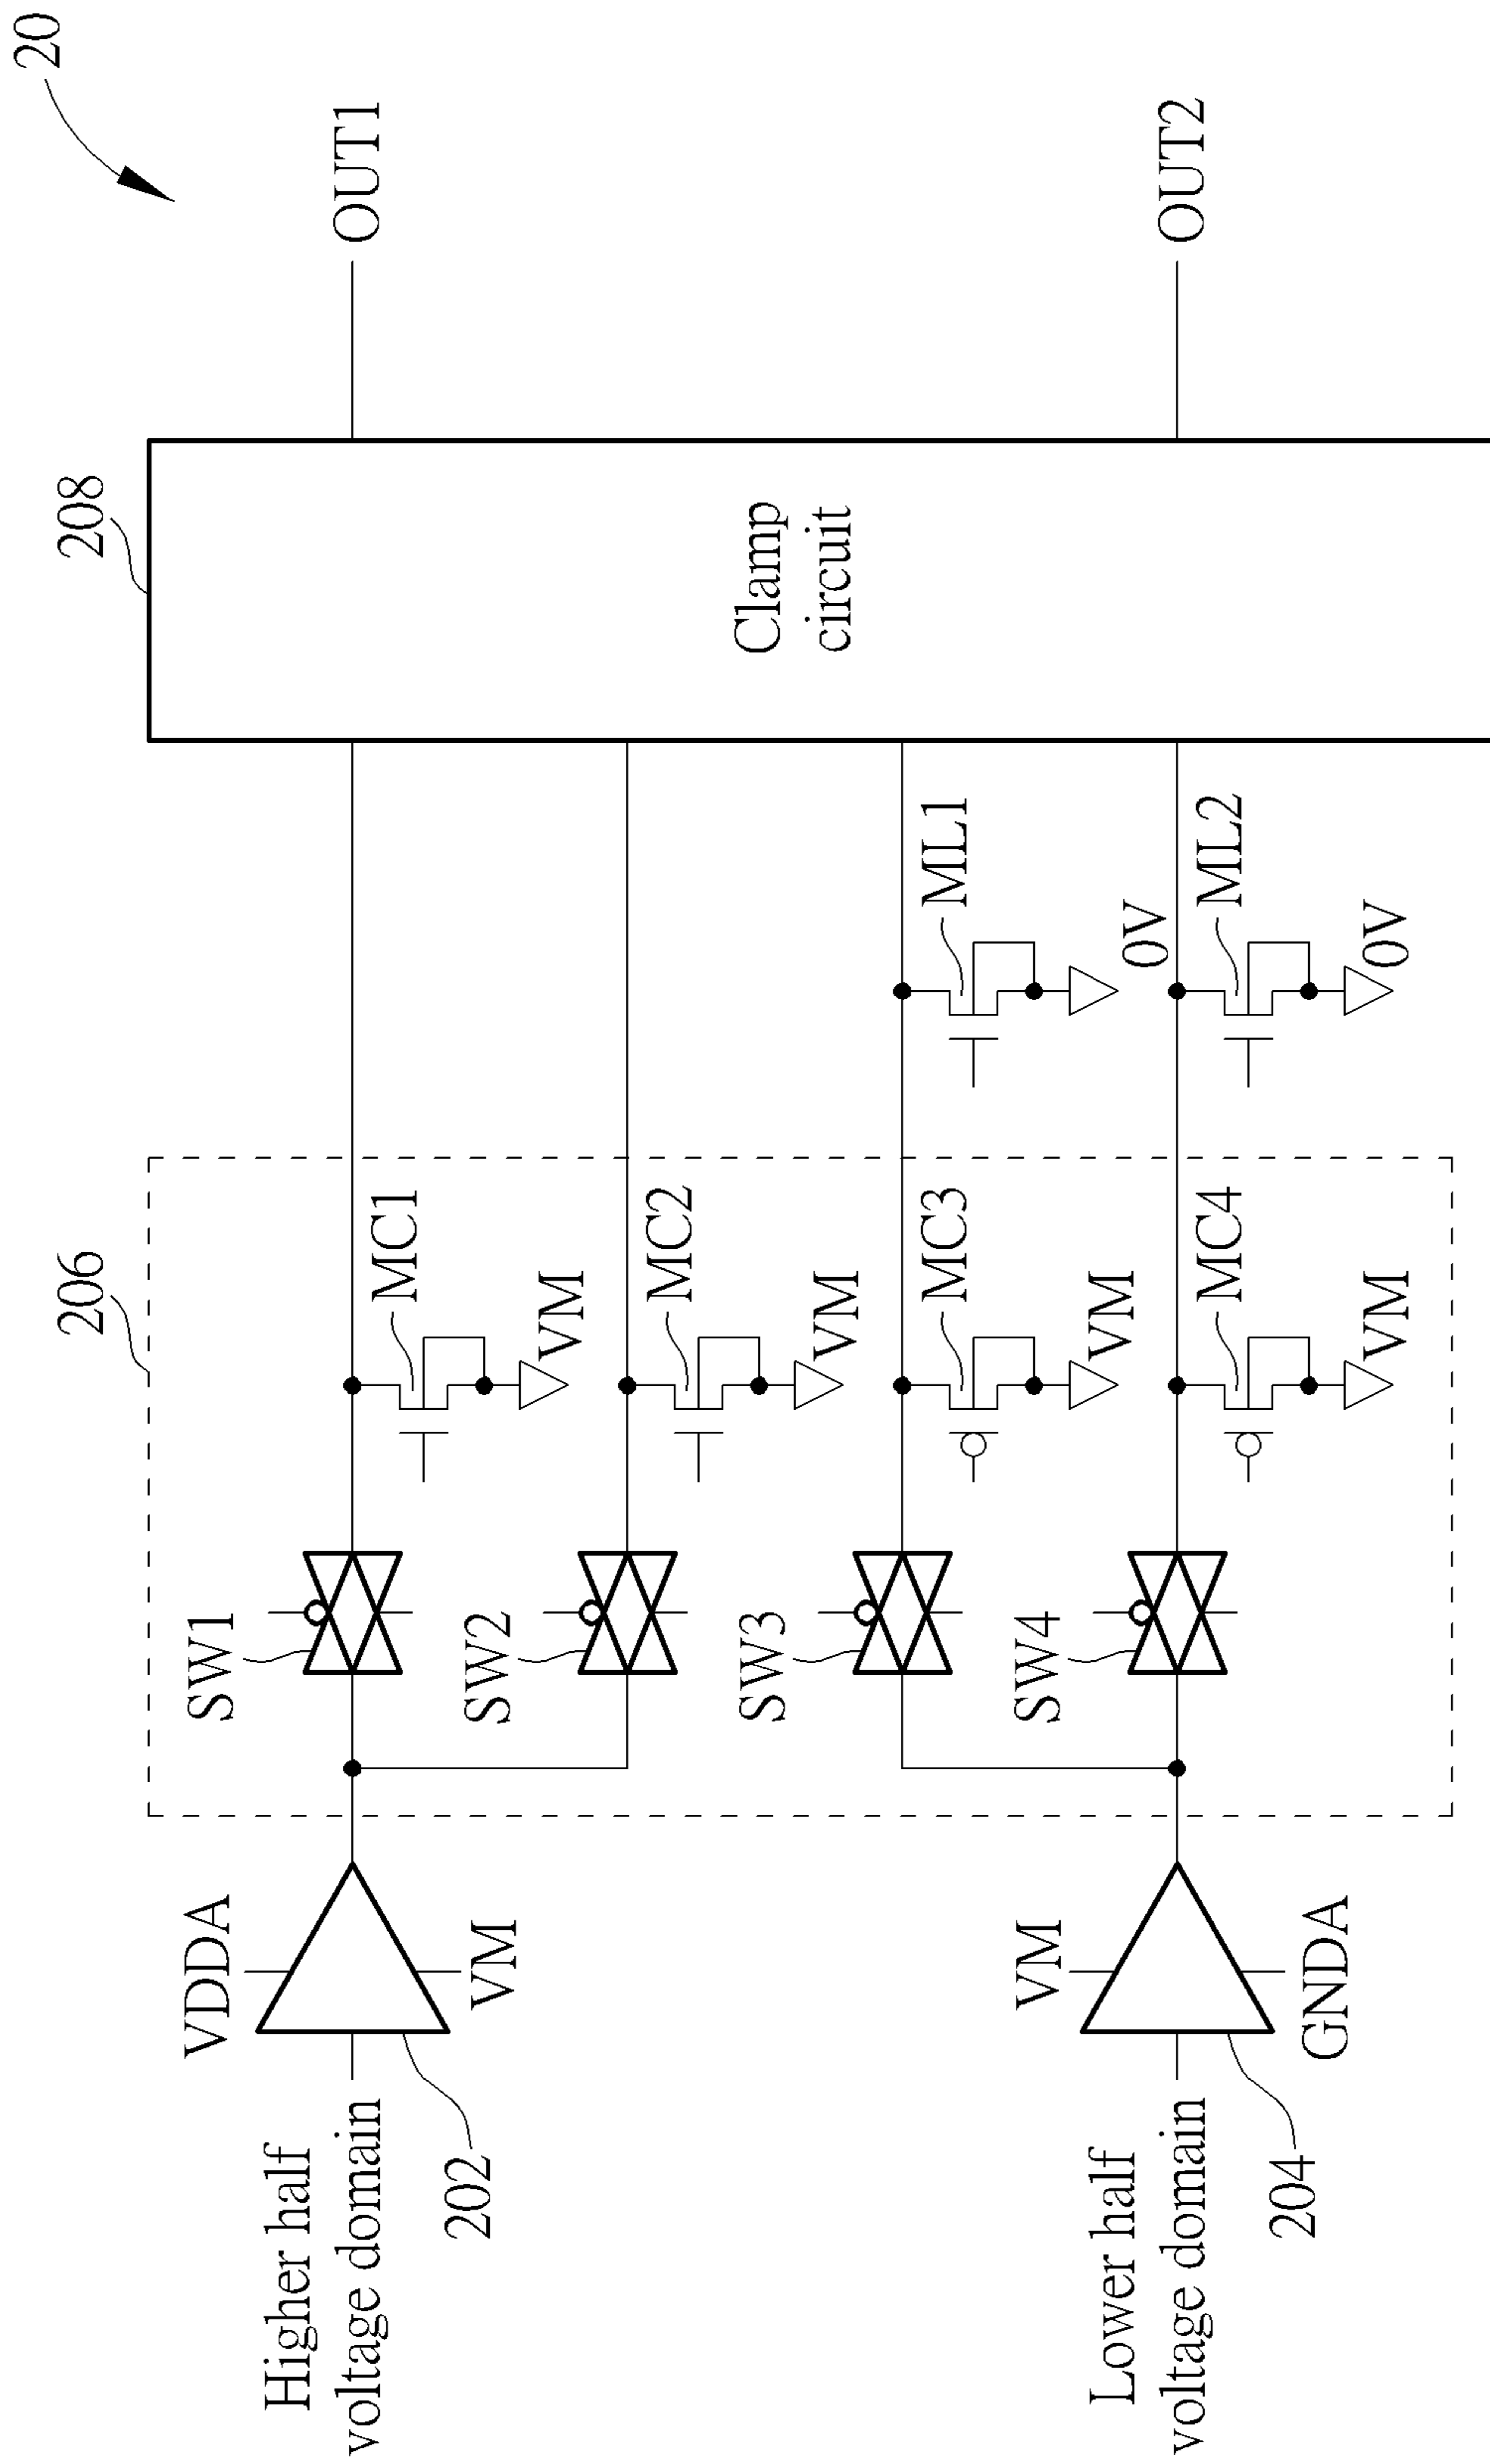 20
206
208
VDDA
SW1
MC1
OUT1
Higher half
voltage domain
VM
VM
202
SW2
MC2
VM
Clamp
circuit
SW3
MC3
ML1
VM
VM
0V
SW4
MC4
ML2
OUT2
Lower half
voltage domain
GNDA
VM
0V
204